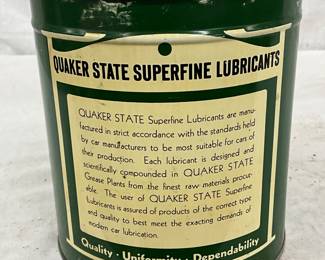 QUAKER STATE SUPERFINE LUBRICANTS
QUAKER STATE Superfine Lubricants are manu-
factured in strict accordance with the standards held
by car manufacturers to be most suitable for cars of
their production. Each lubricant is designed and
scientifically compounded in QUAKER STATE
Grease Plants from the finest raw materials procur-
able. The user of QUAKER STATE Superfine
Lubricants is assured of products of the correct type
and quality to best meet the exacting demands of
modern car lubrication.
Quality · Uniformity · Dependability